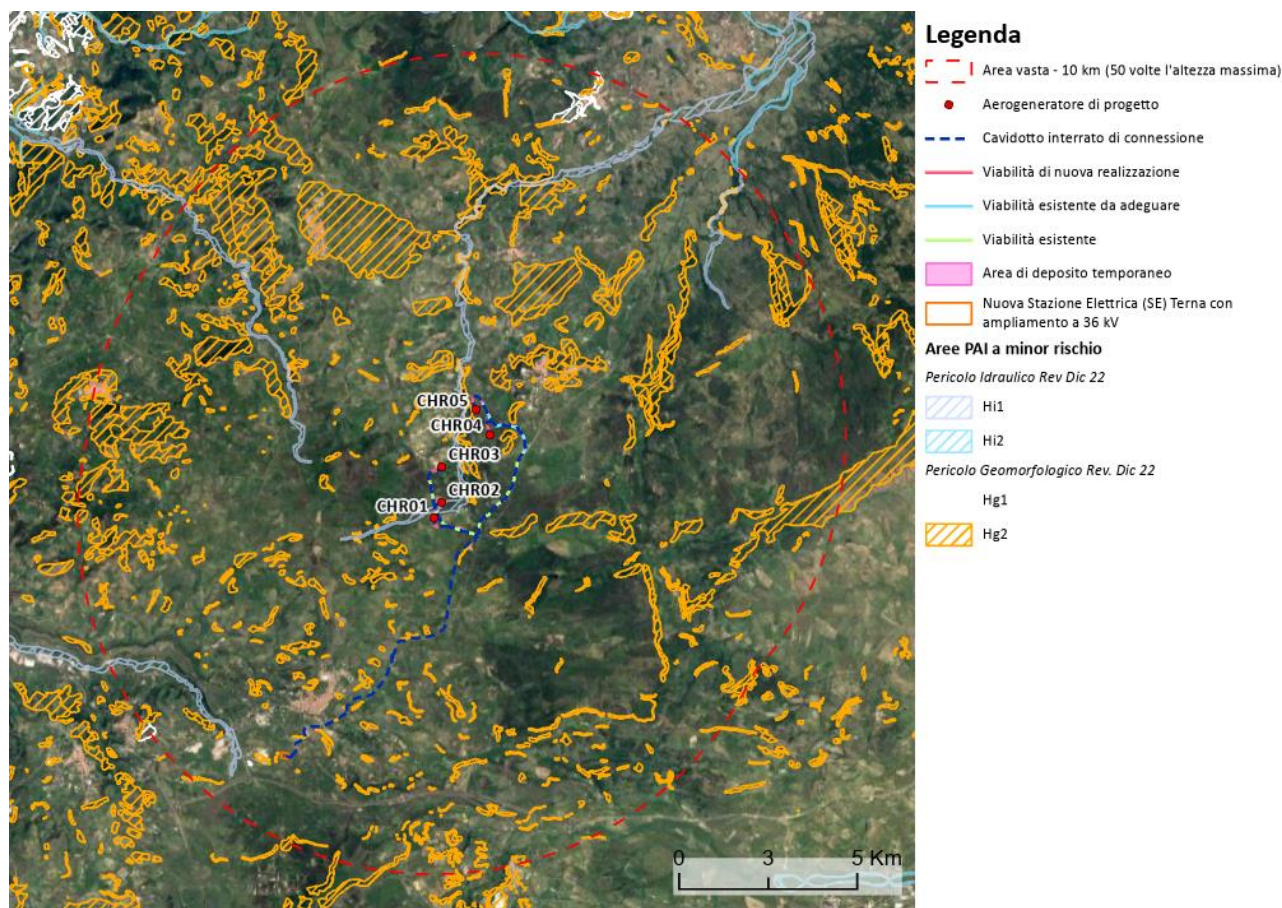 CHR05
CHR04
CHR03
CHR02
CHR01
0 3 5 Km
Legenda
Area vasta - 10 km (50 volte l'altezza massima)
Aerogeneratore di progetto
Cavidotto interrato di connessione
Viabilità di nuova realizzazione
Viabilità esistente da adeguare
Viabilità esistente
Area di deposito temporaneo
Nuova Stazione Elettrica (SE) Terna con
ampliamento a 36 kV
Aree PAI a minor rischio
Pericolo Idraulico Rev Dic 22
Hi1
Hi2
Pericolo Geomorfologico Rev. Dic 22
Hg1
Hg2